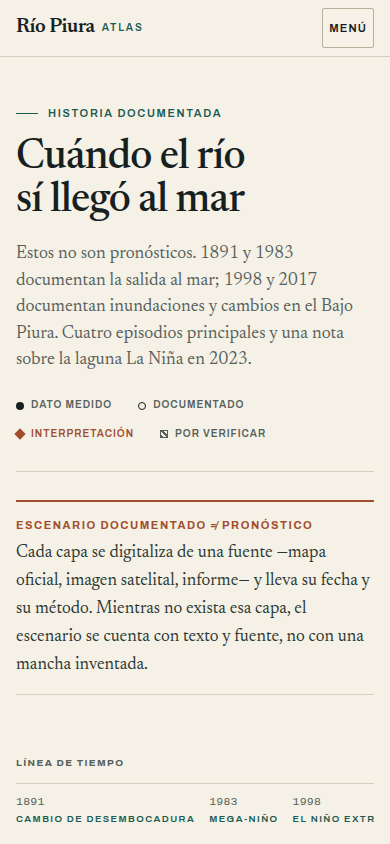 Río Piura ATLAS
MENÚ
HISTORIA DOCUMENTADA
Cuándo el río
sí llegó al mar
Estos no son pronósticos. 1891 y 1983
documentan la salida al mar; 1998 y 2017
documentan inundaciones y cambios en el Bajo
Piura. Cuatro episodios principales y una nota
sobre la laguna La Niña en 2023.
DATO MEDIDO DOCUMENTADO
INTERPRETACIÓN POR VERIFICAR
ESCENARIO DOCUMENTADO ≠ PRONÓSTICO
Cada capa se digitaliza de una fuente —mapa
oficial, imagen satelital, informe— y lleva su fecha y
su método. Mientras no exista esa capa, el
escenario se cuenta con texto y fuente, no con una
mancha inventada.
LÍNEA DE TIEMPO
1891 1983 1998
CAMBIO DE DESEMBOCADURA MEGA-NIÑO EL NIÑO EXTR